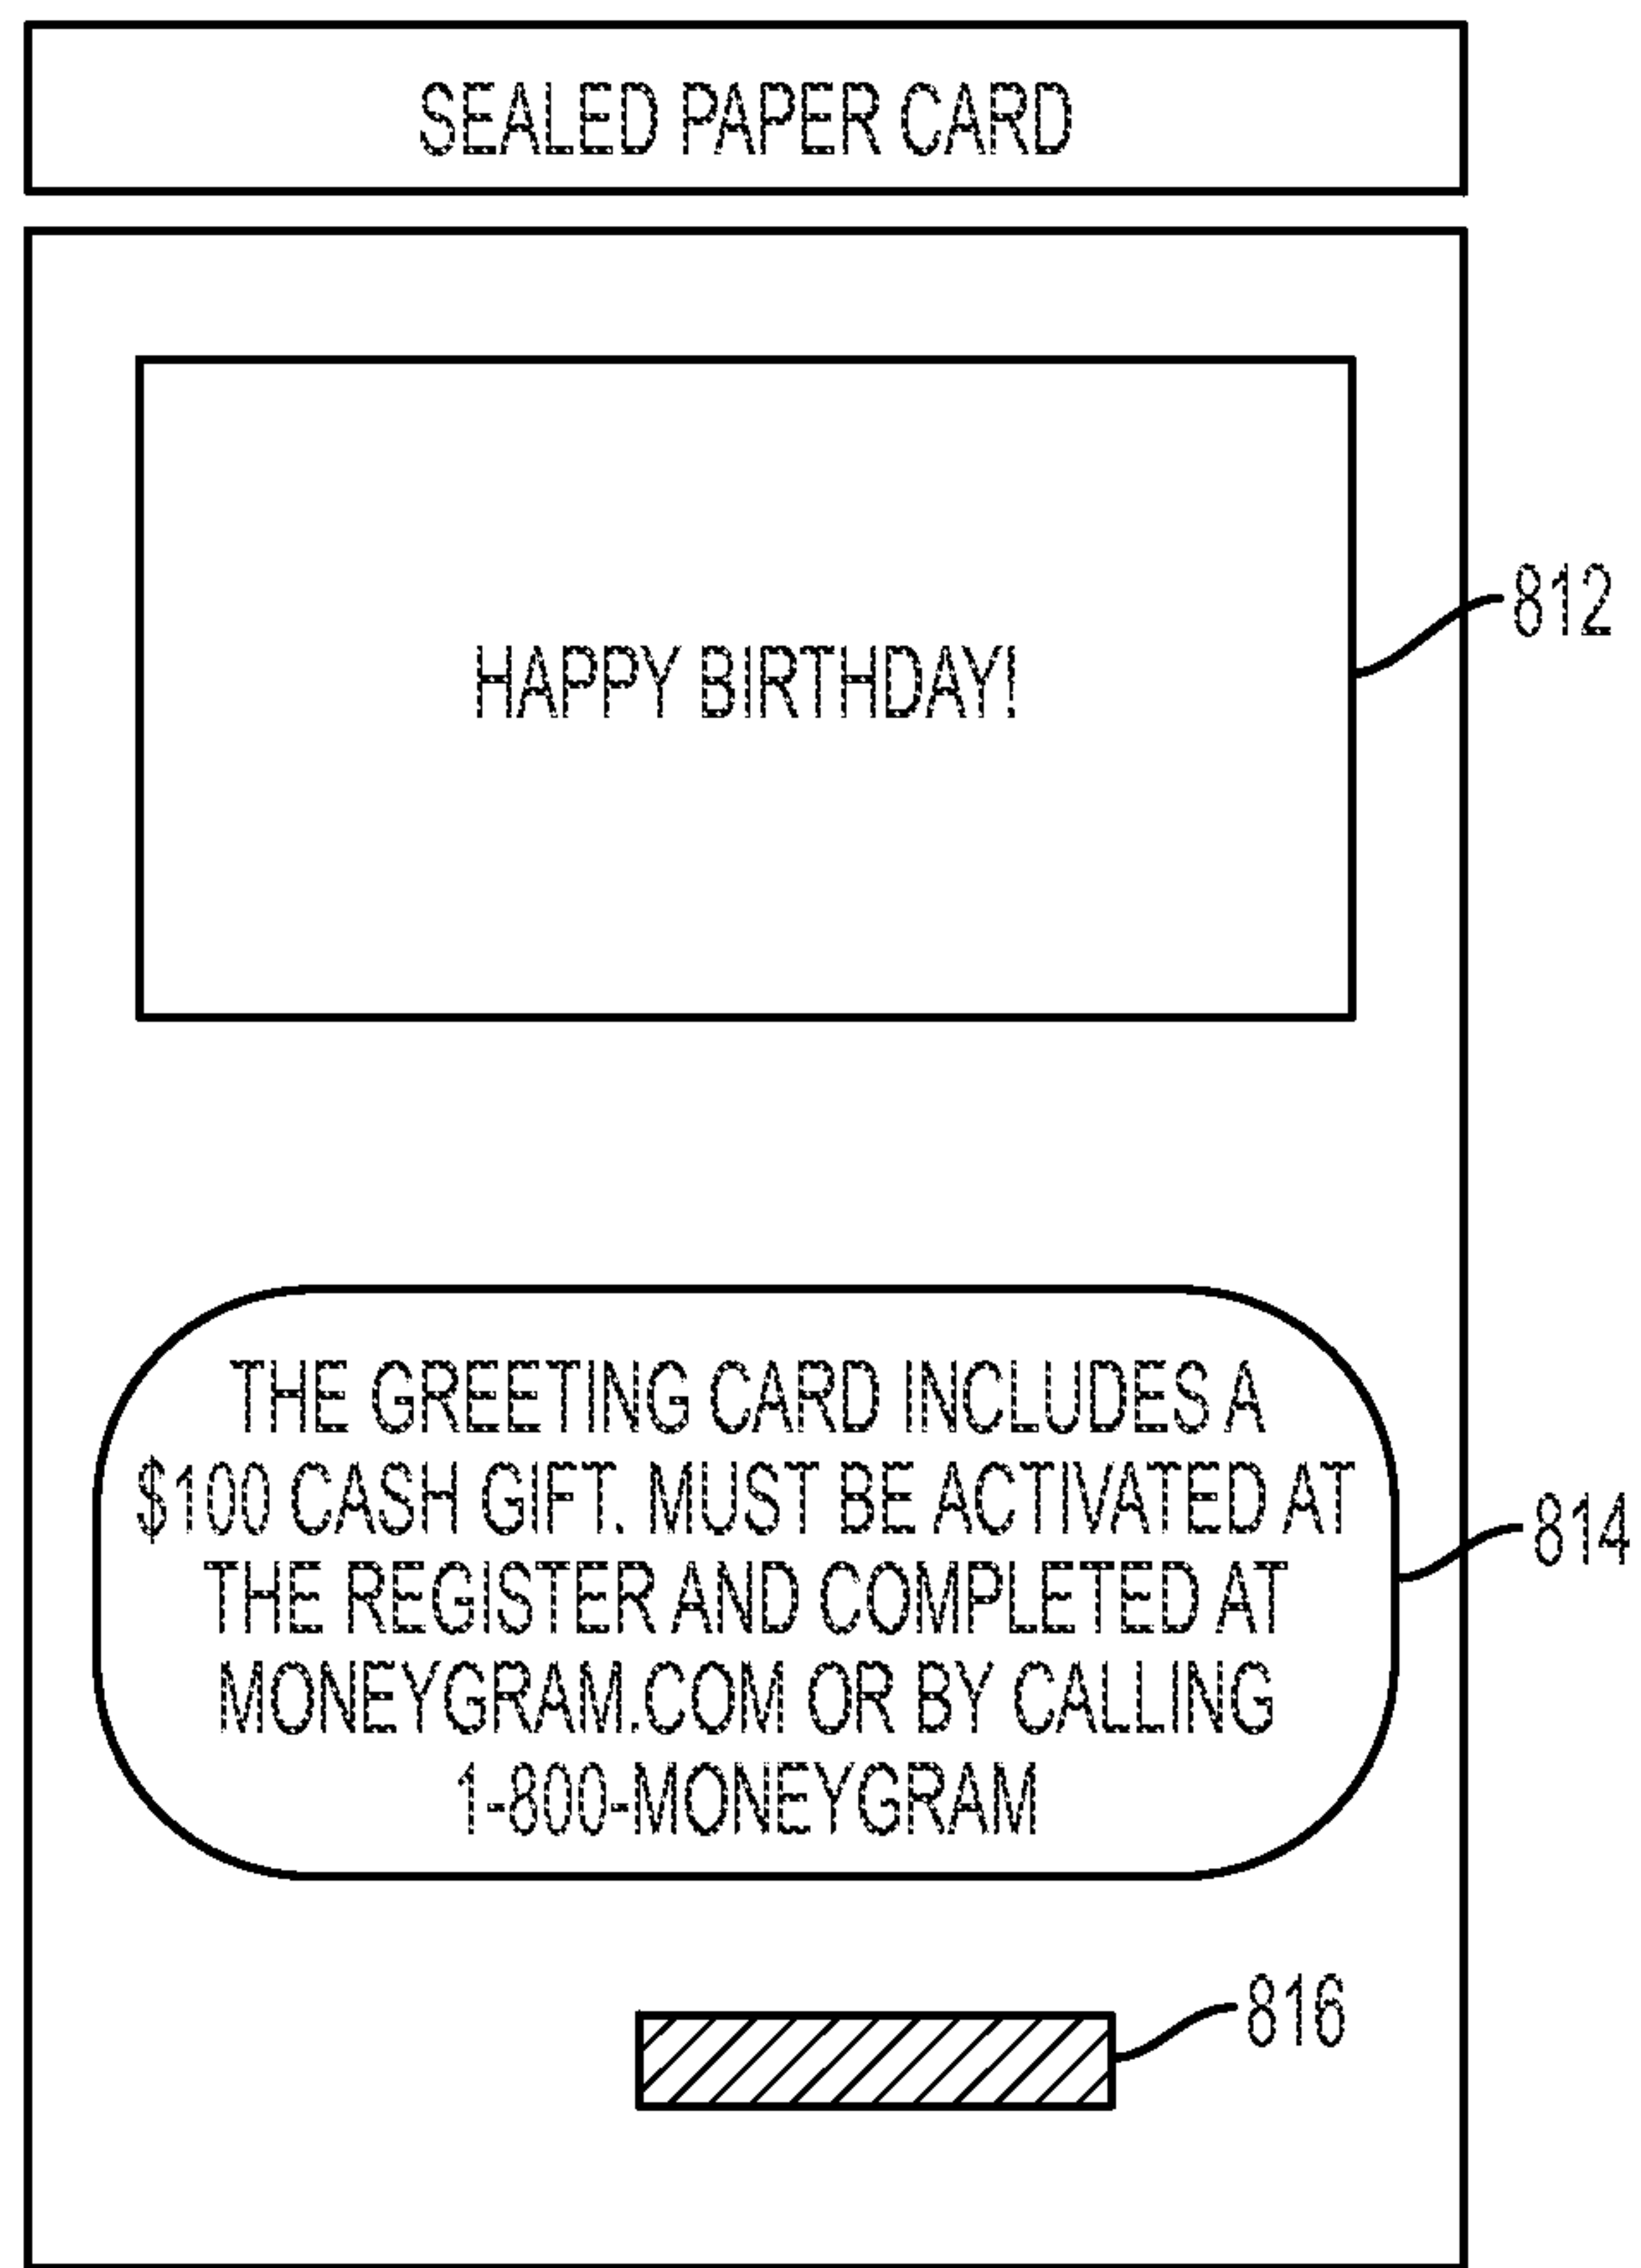 SEALED PAPER CARD
HAPPY BIRTHDAY!
812
THE GREETING CARD INCLUDES A
$100 CASH GIFT. MUST BE ACTIVATED AT
THE REGISTER AND COMPLETED AT
MONEYGRAM.COM OR BY CALLING
1-800-MONEYGRAM
814
816